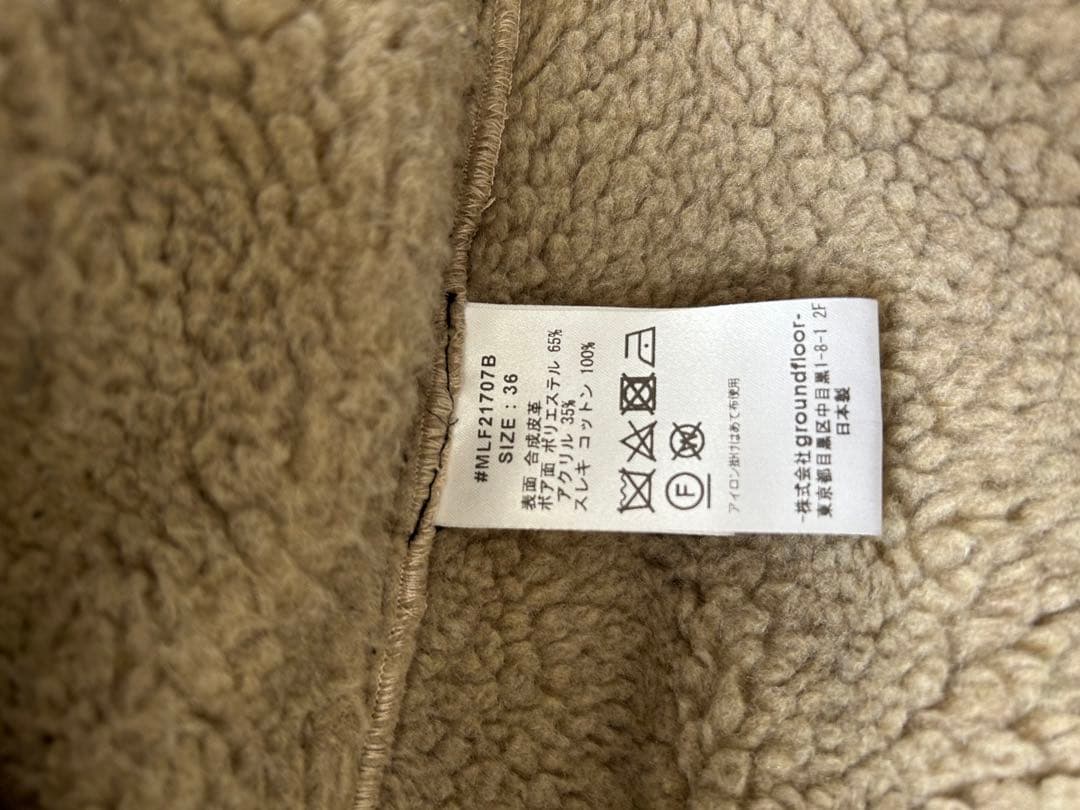 #MLF21707B
SIZE : 36
表面 合成皮革
ボア面 ポリエステル 65%
アクリル 35%
スレキ コットン 100%
F W
アイロン掛けはあて布使用
-株式会社groundfloor-
東京都目黒区中目黒1-8-1 2F
日本製